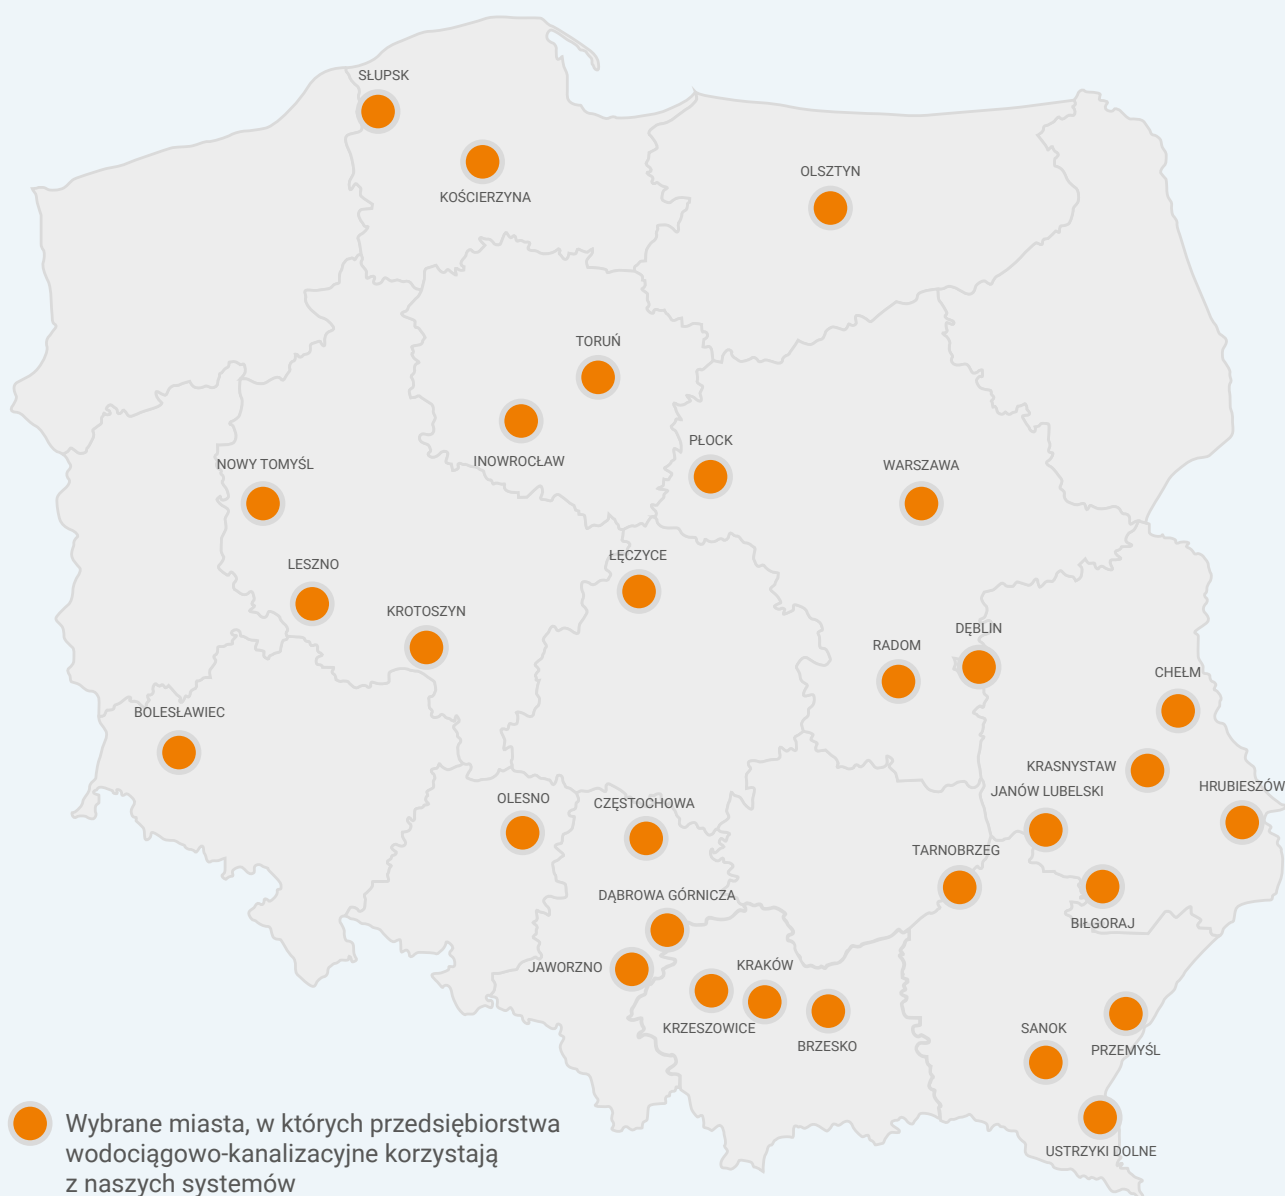 SŁUPSK
KOŚCIERZYNA
OLSZTYN
TORUŃ
INOWROCŁAW
PŁOCK
NOWY TOMYŚL
WARSZAWA
ŁĘCZYCE
LESZNO
KROTOSZYN
DĘBLIN
RADOM
CHEŁM
BOLESŁAWIEC
KRASNYSTAW
HRUBIESZÓW
JANÓW LUBELSKI
OLESNO
CZĘSTOCHOWA
TARNOBRZEG
DĄBROWA GÓRNICZA
BIŁGORAJ
JAWORZNO
KRAKÓW
KRZESZOWICE
BRZESKO
SANOK
PRZEMYŚL
USTRZYKI DOLNE
Wybrane miasta, w których przedsiębiorstwa
wodociągowo-kanalizacyjne korzystają
z naszych systemów